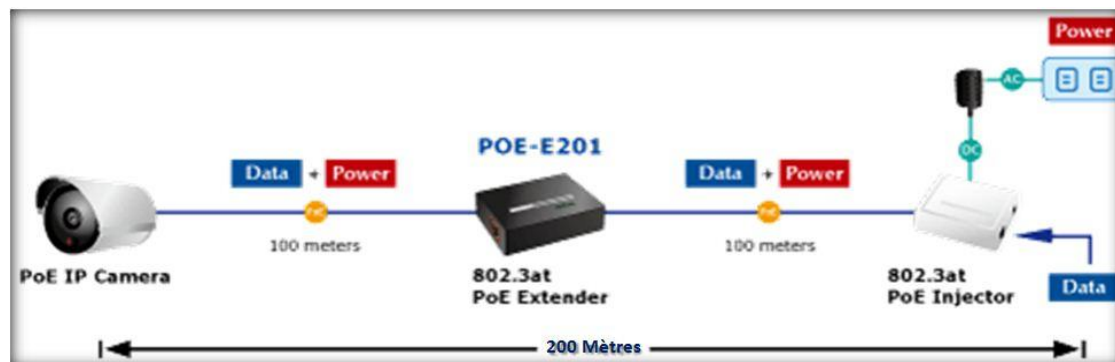 Power
AC
POE-E201
DC
Data + Power
Data + Power
PoE
PoE
100 meters
100 meters
PoE IP Camera
802.3at
PoE Extender
802.3at
PoE Injector
Data
200 Mètres